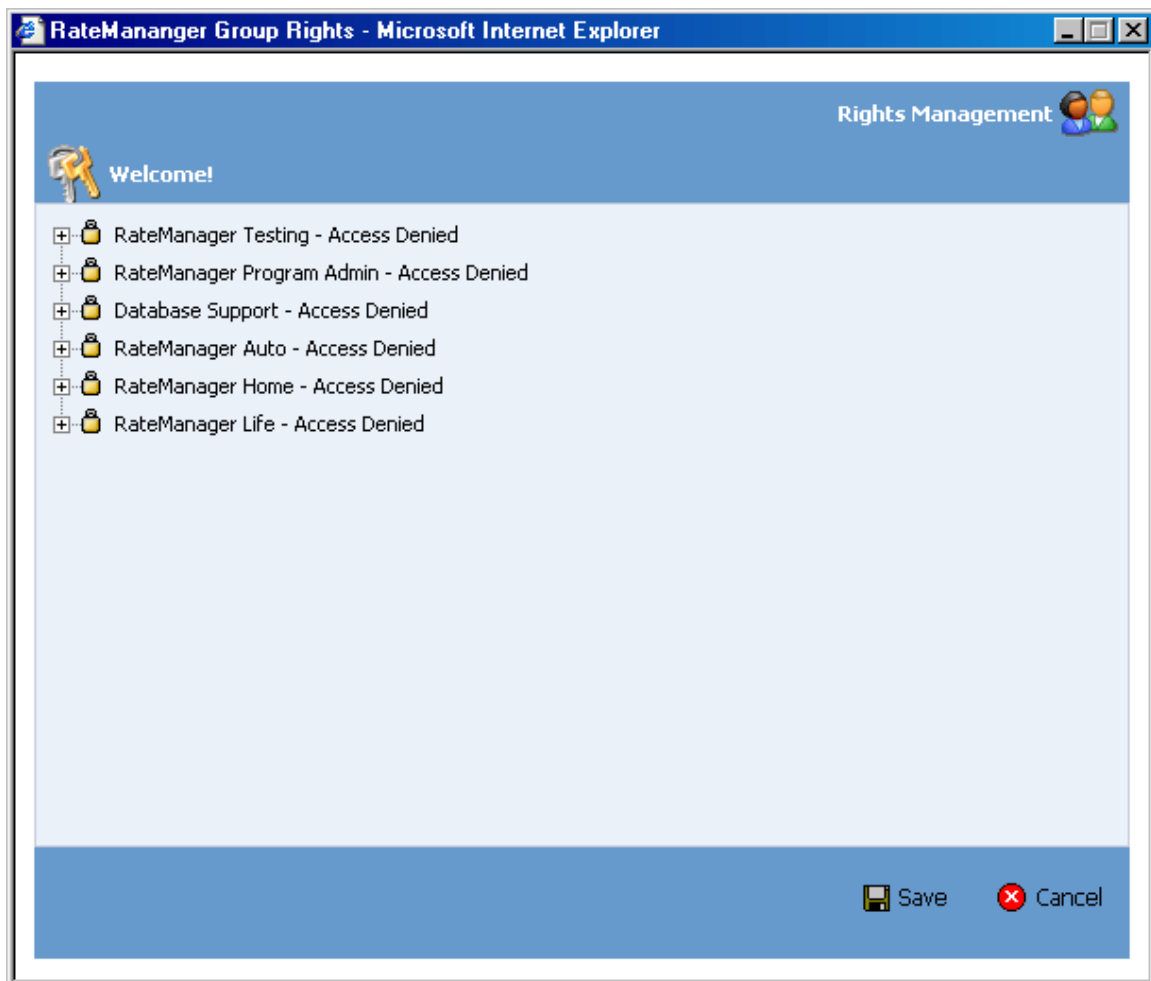 RateMananger Group Rights - Microsoft Internet Explorer
Rights Management
Welcome!
RateManager Testing - Access Denied
RateManager Program Admin - Access Denied
Database Support - Access Denied
RateManager Auto - Access Denied
RateManager Home - Access Denied
RateManager Life - Access Denied
Save Cancel